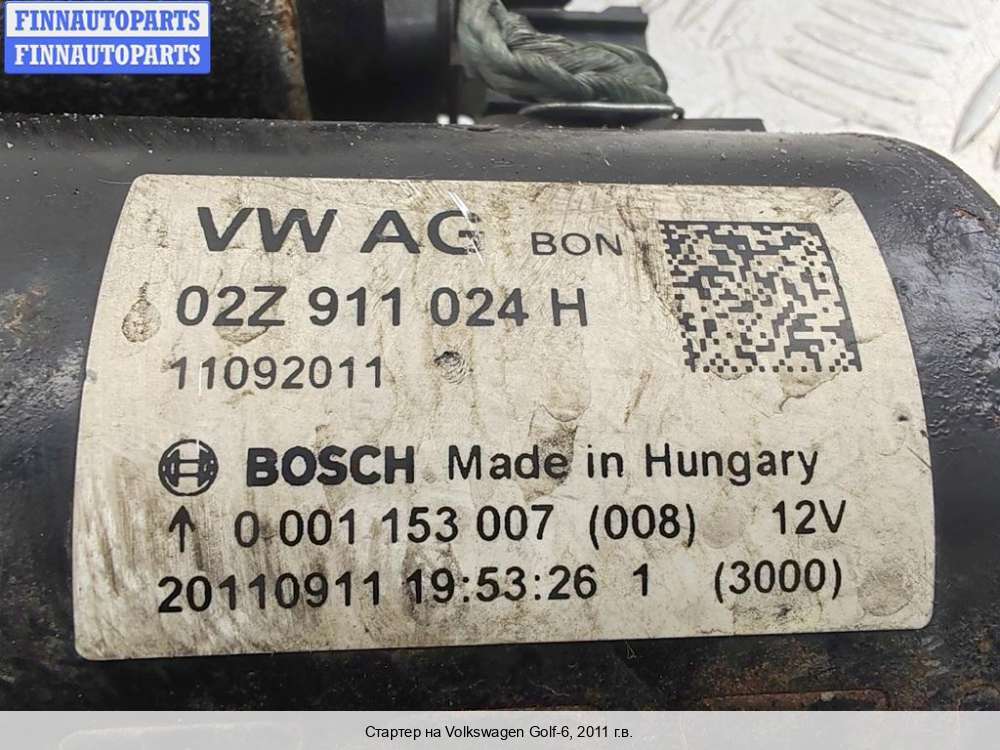 FINNAUTOPARTS
FINNAUTOPARTS
VW AG BON
02Z 911 024 H
11092011
BOSCH Made in Hungary
↑ 0 001 153 007 (008) 12V
20110911 19:53:26 1 (3000)
Стартер на Volkswagen Golf-6, 2011 г.в.